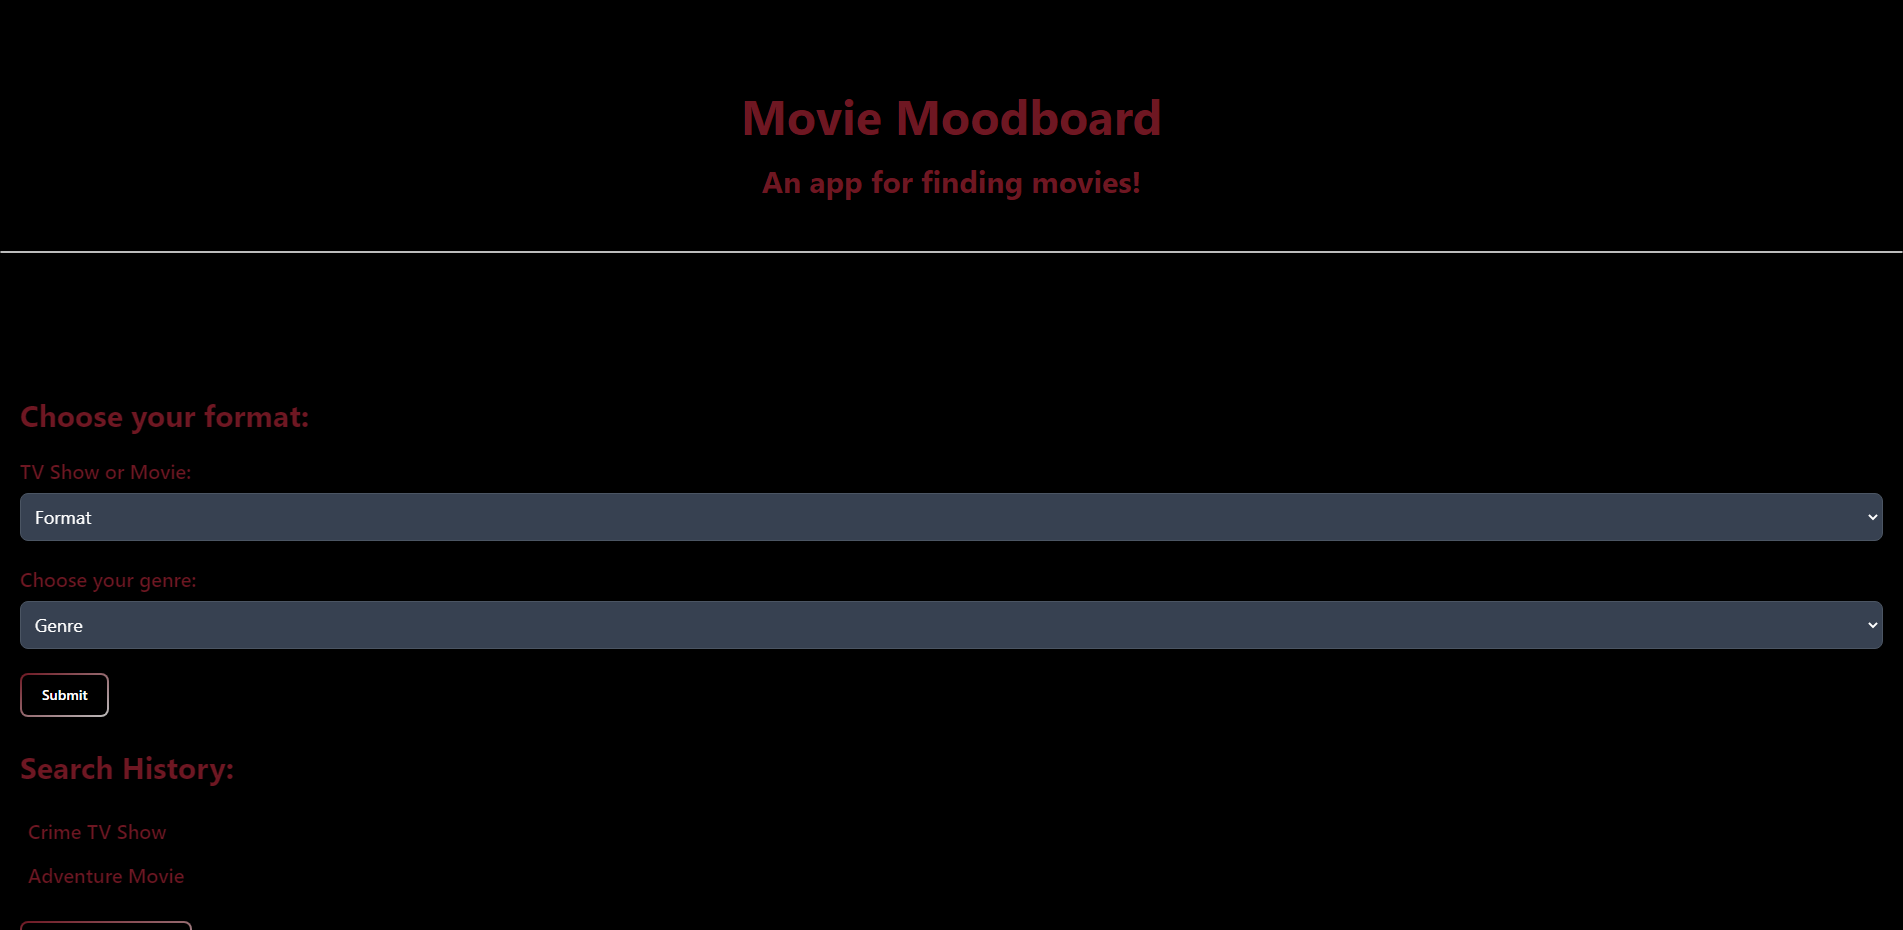 Movie Moodboard
An app for finding movies!
Choose your format:
TV Show or Movie:
Format
Choose your genre:
Genre
Submit
Search History:
Crime TV Show
Adventure Movie